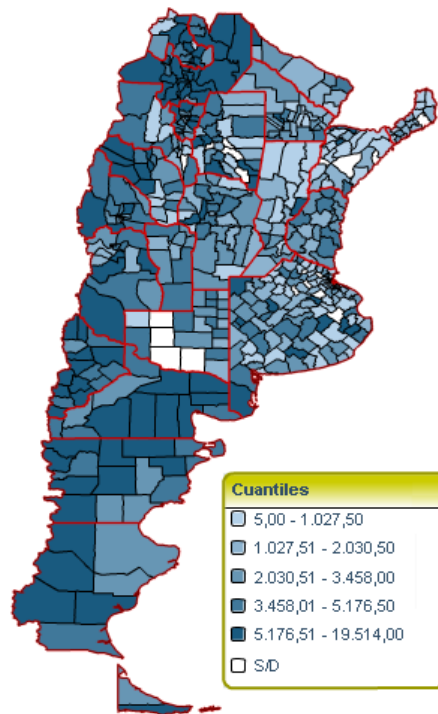 Cuantiles
5,00 - 1.027,50
1.027,51 - 2.030,50
2.030,51 - 3.458,00
3.458,01 - 5.176,50
5.176,51 - 19.514,00
S/D